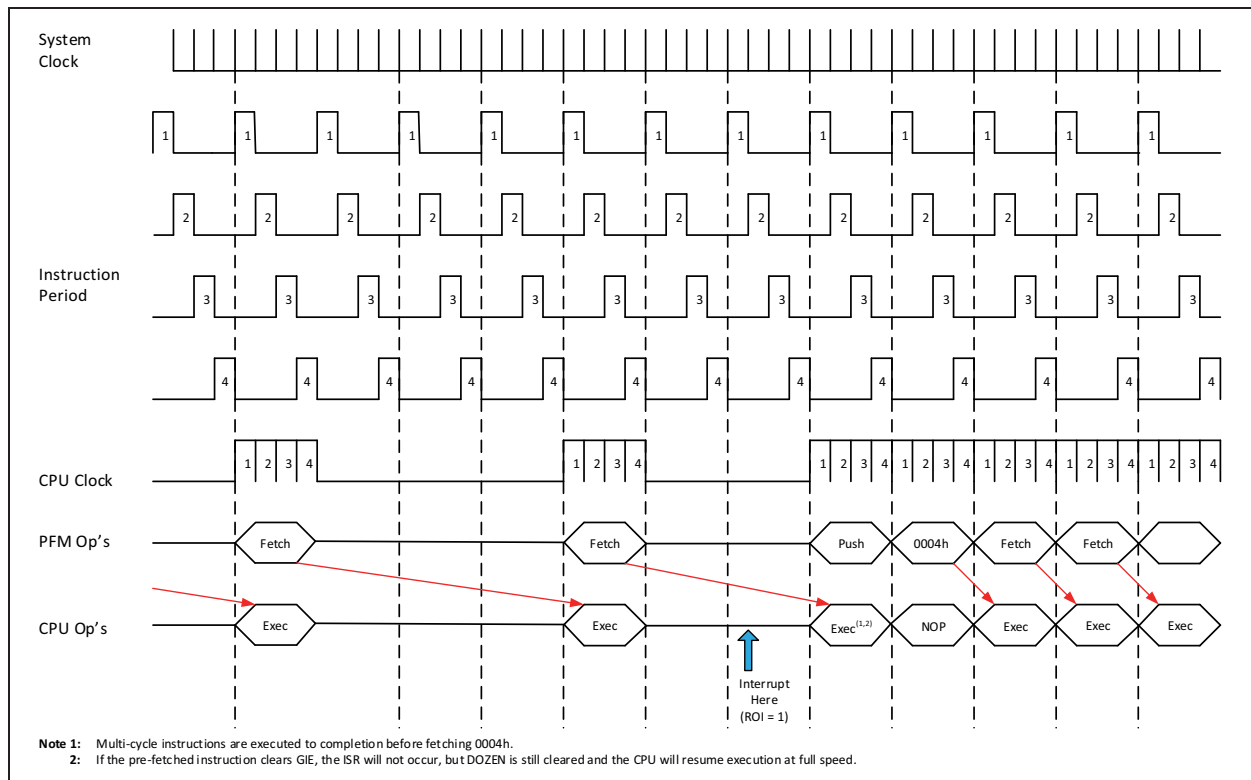 System
Clock
1 1 1 1 1 1 1 1 1 1 1 1 1
2 2 2 2 2 2 2 2 2 2 2 2 2
Instruction
Period
3 3 3 3 3 3 3 3 3 3 3 3 3
4 4 4 4 4 4 4 4 4 4 4 4 4
CPU Clock
1 2 3 4 1 2 3 4 1 2 3 4 1 2 3 4 1 2 3 4 1 2 3 4 1 2 3 4
PFM Op's
Fetch Fetch Push 0004h Fetch Fetch
CPU Op's
Exec Exec Exec(1,2) NOP Exec Exec Exec
Interrupt
Here
(ROI = 1)
Note 1: Multi-cycle instructions are executed to completion before fetching 0004h.
2: If the pre-fetched instruction clears GIE, the ISR will not occur, but DOZEN is still cleared and the CPU will resume execution at full speed.